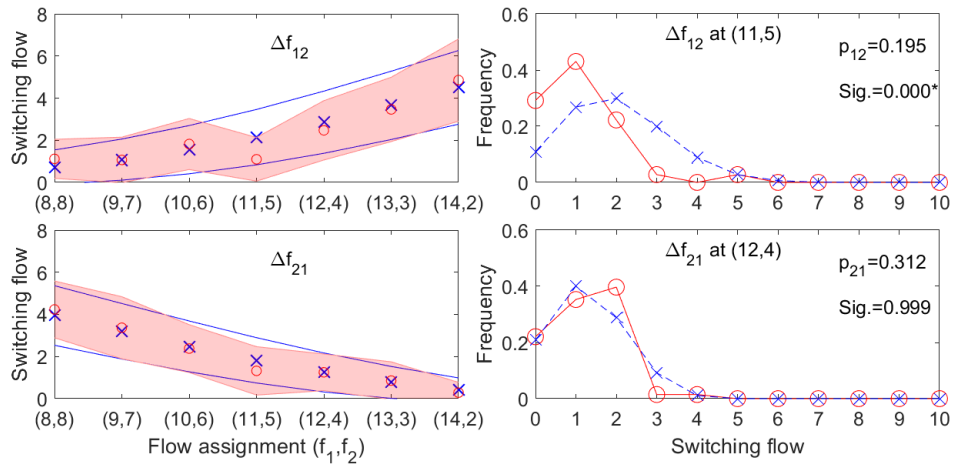 Δf12
Switching flow
8
6
4
2
0
(8,8) (9,7) (10,6) (11,5) (12,4) (13,3) (14,2)
Δf12 at (11,5)
p12=0.195
Sig.=0.000*
Frequency
0.6
0.4
0.2
0
0 1 2 3 4 5 6 7 8 9 10
Δf21
Switching flow
8
6
4
2
0
(8,8) (9,7) (10,6) (11,5) (12,4) (13,3) (14,2)
Flow assignment (f1,f2)
Δf21 at (12,4)
p21=0.312
Sig.=0.999
Frequency
0.6
0.4
0.2
0
0 1 2 3 4 5 6 7 8 9 10
Switching flow